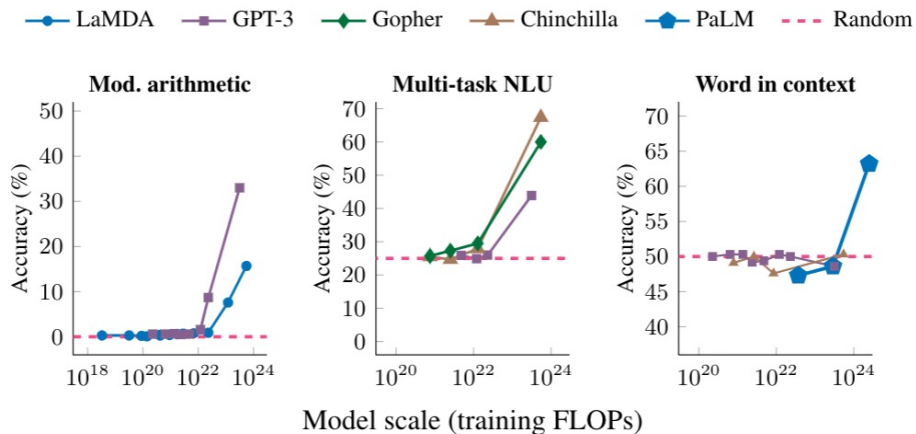 LaMDA GPT-3 Gopher Chinchilla PaLM Random
Mod. arithmetic
50
40
30
20
10
0
Accuracy (%)
10^18 10^20 10^22 10^24
Multi-task NLU
70
60
50
40
30
20
10
0
Accuracy (%)
10^20 10^22 10^24
Word in context
70
65
60
55
50
45
40
Accuracy (%)
10^20 10^22 10^24
Model scale (training FLOPs)